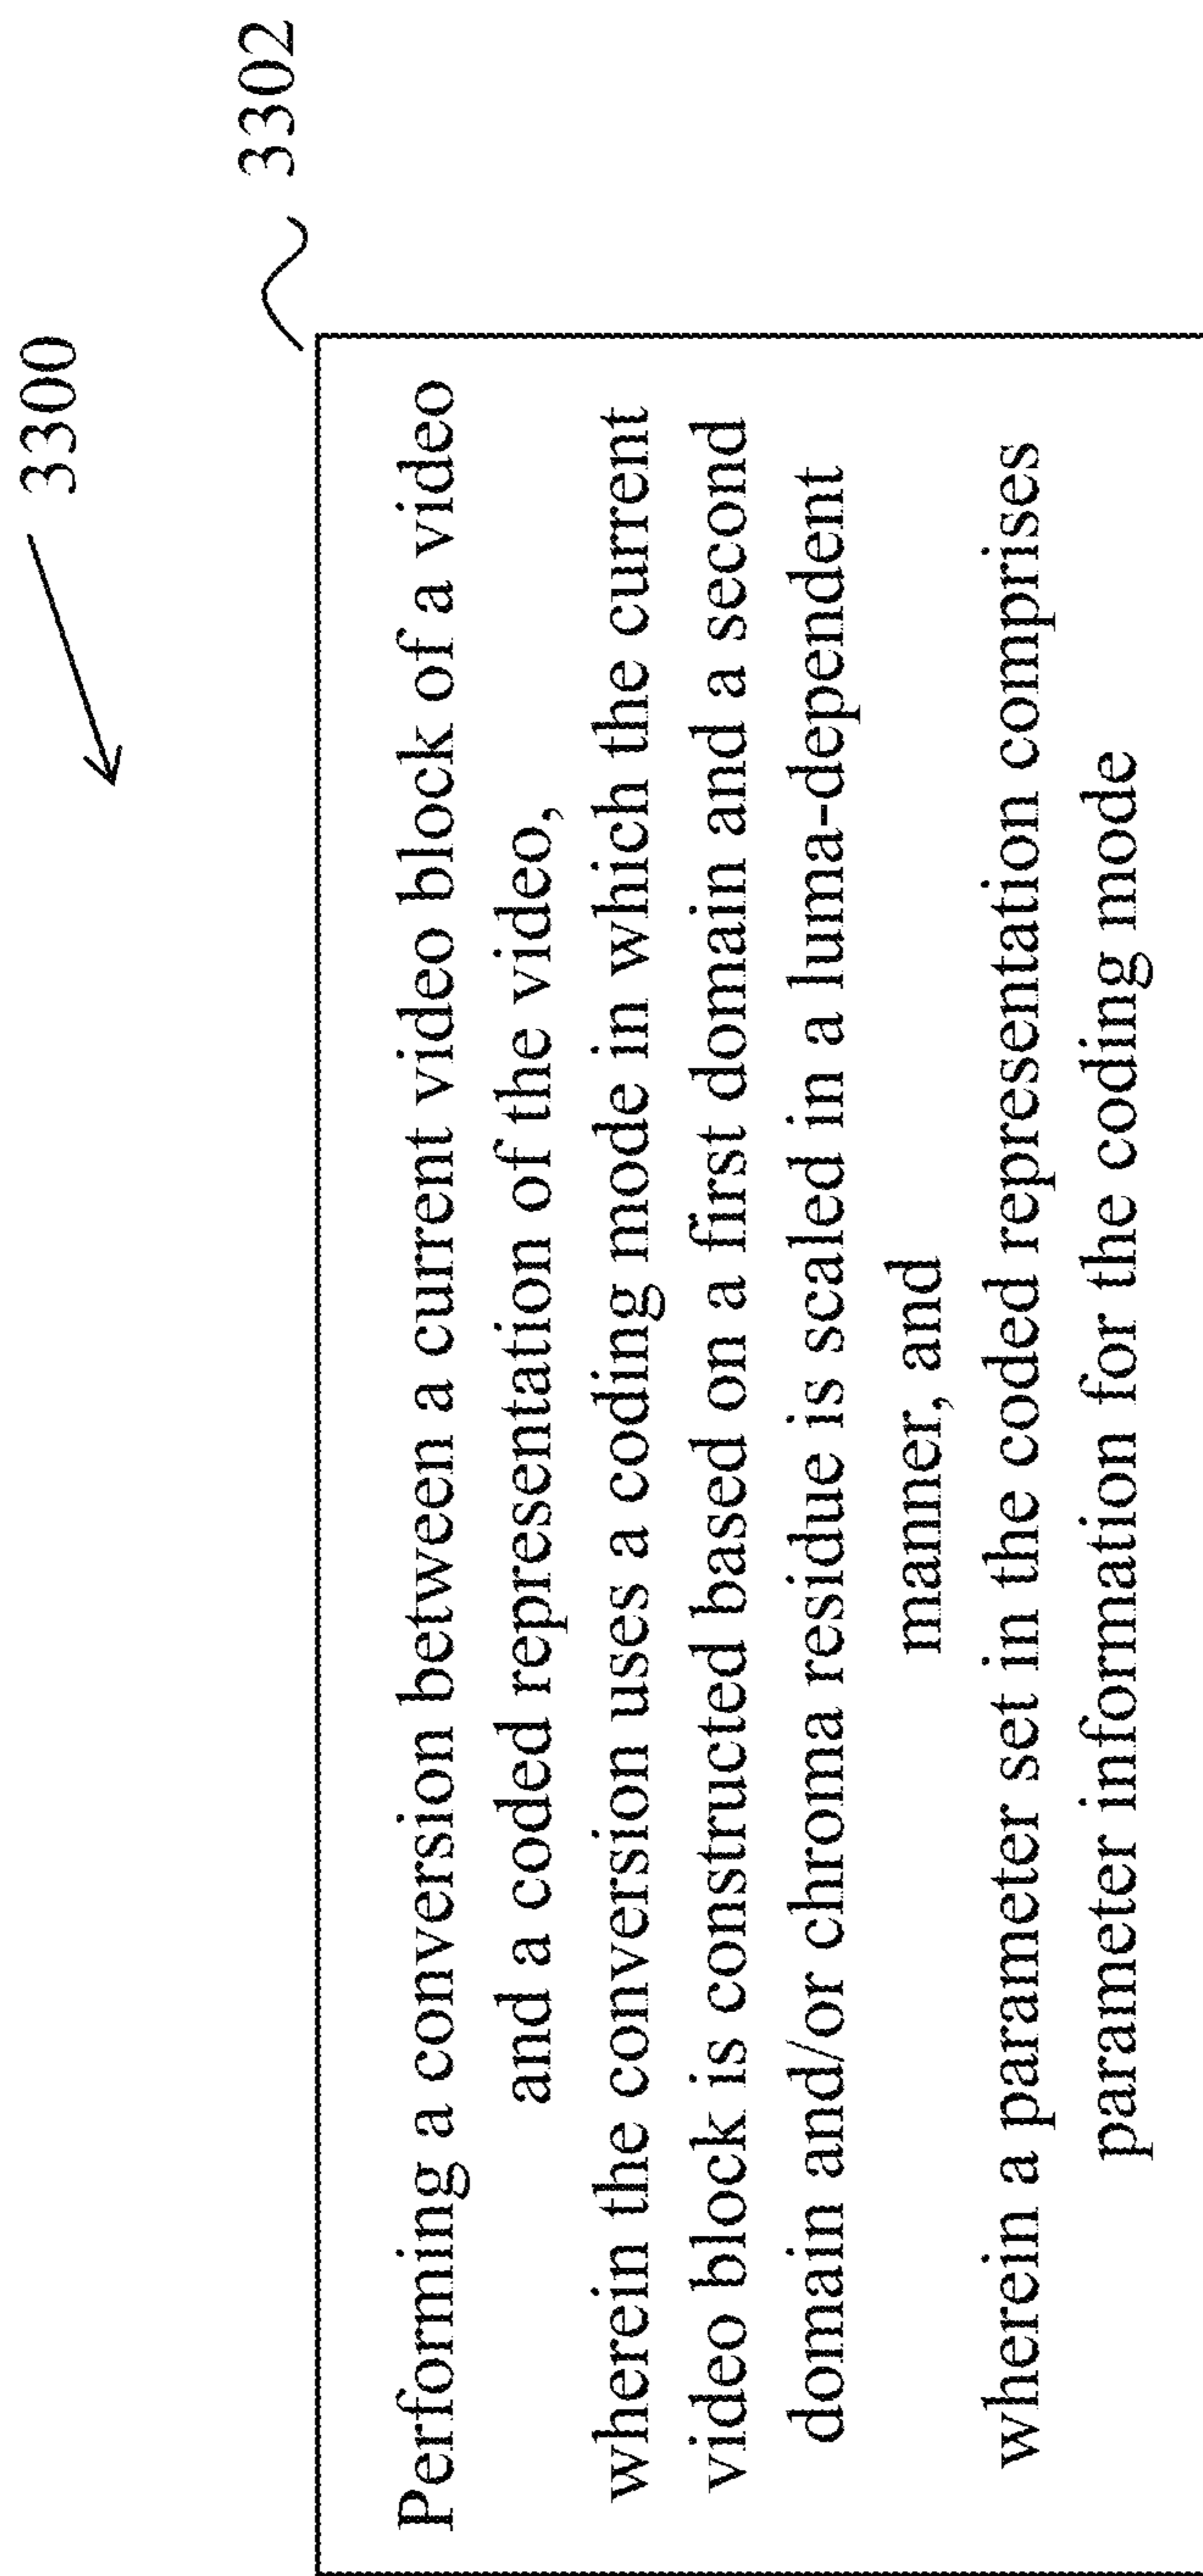 3300
3302
Performing a conversion between a current video block of a video
and a coded representation of the video,
wherein the conversion uses a coding mode in which the current
video block is constructed based on a first domain and a second
domain and/or chroma residue is scaled in a luma-dependent
manner, and
wherein a parameter set in the coded representation comprises
parameter information for the coding mode